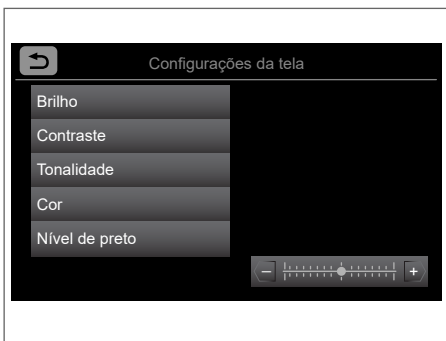 Configurações da tela
Brilho
Contraste
Tonalidade
Cor
Nível de preto